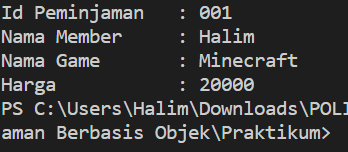 Id Peminjaman   : 001
Nama Member     : Halim
Nama Game       : Minecraft
Harga           : 20000
PS C:\Users\Halim\Downloads\POLI
aman Berbasis Objek\Praktikum>